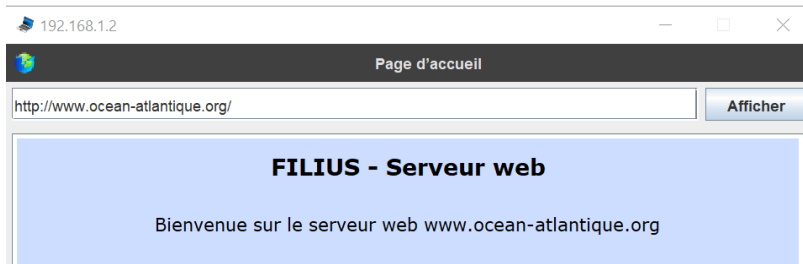 192.168.1.2
Page d'accueil
http://www.ocean-atlantique.org/
Afficher
FILIUS - Serveur web
Bienvenue sur le serveur web www.ocean-atlantique.org